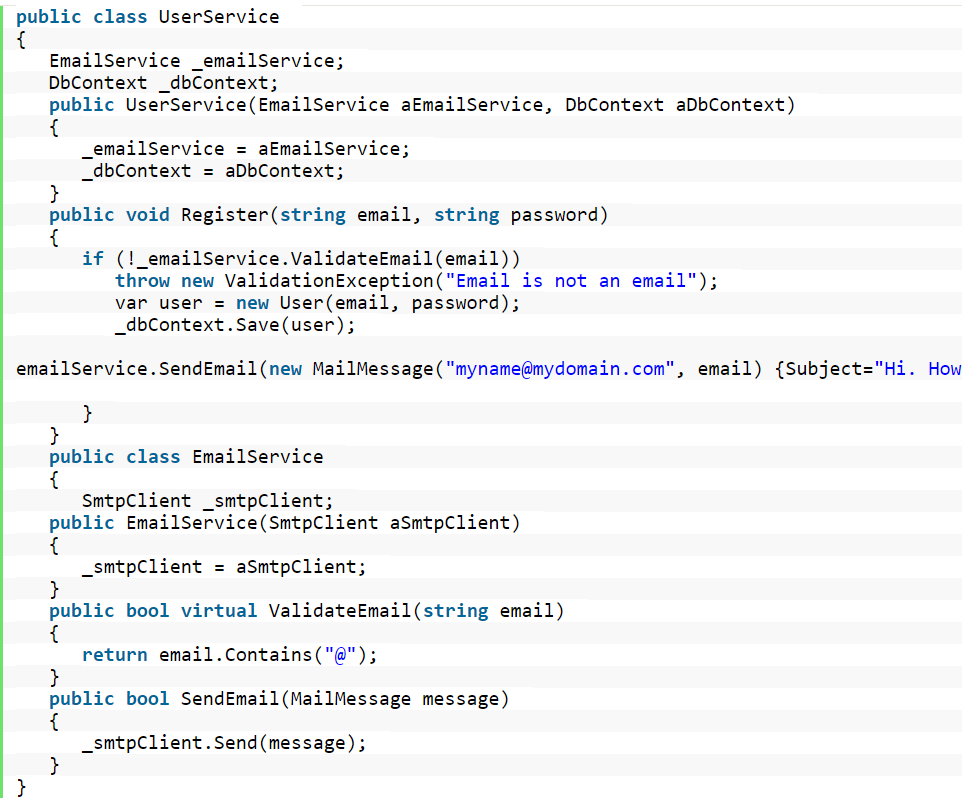 public class UserService
{
EmailService _emailService;
DbContext _dbContext;
public UserService(EmailService aEmailService, DbContext aDbContext)
{
_emailService = aEmailService;
_dbContext = aDbContext;
}
public void Register(string email, string password)
{
if (!_emailService.ValidateEmail(email))
throw new ValidationException("Email is not an email");
var user = new User(email, password);
_dbContext.Save(user);
emailService.SendEmail(new MailMessage("myname@mydomain.com", email) {Subject="Hi. How
}
}
public class EmailService
{
SmtpClient _smtpClient;
public EmailService(SmtpClient aSmtpClient)
{
_smtpClient = aSmtpClient;
}
public bool virtual ValidateEmail(string email)
{
return email.Contains("@");
}
public bool SendEmail(MailMessage message)
{
_smtpClient.Send(message);
}
}